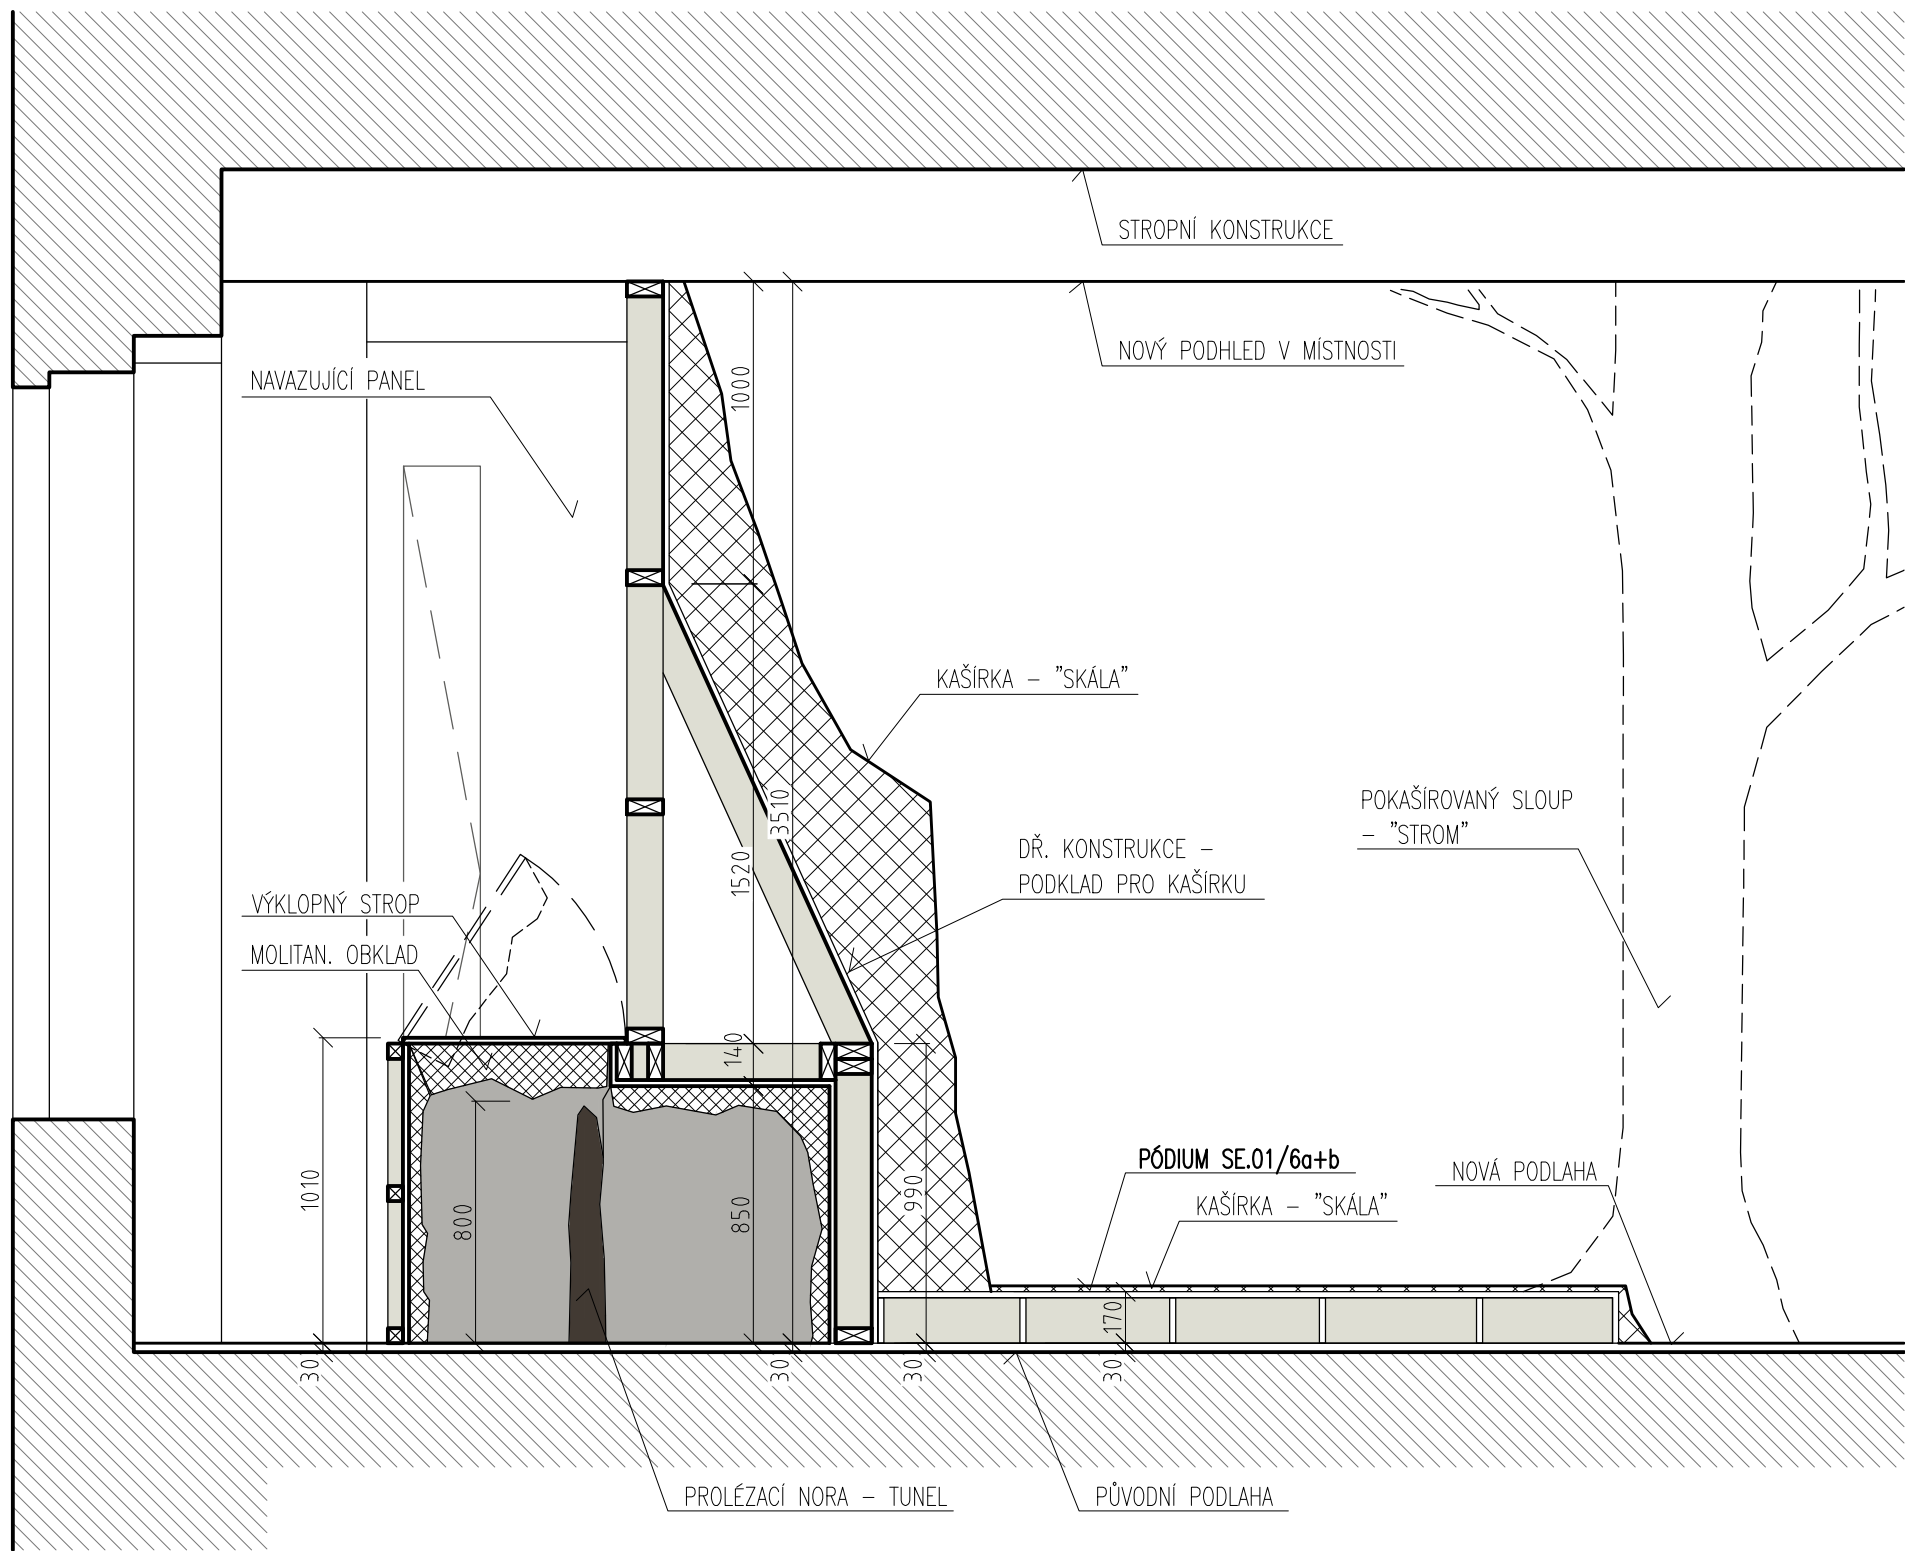 STROPNÍ KONSTRUKCE
NOVÝ PODHLED V MÍSTNOSTI
NAVAZUJÍCÍ PANEL
1000
KAŠÍRKA – "SKÁLA"
3510
POKAŠÍROVANÝ SLOUP
– "STROM"
DŘ. KONSTRUKCE –
PODKLAD PRO KAŠÍRKU
1520
VÝKLOPNÝ STROP
MOLITAN. OBKLAD
140
1010
800
850
990
PÓDIUM SE.01/6a+b
KAŠÍRKA – "SKÁLA"
NOVÁ PODLAHA
170
30
30
30
30
PROLÉZACÍ NORA – TUNEL
PŮVODNÍ PODLAHA